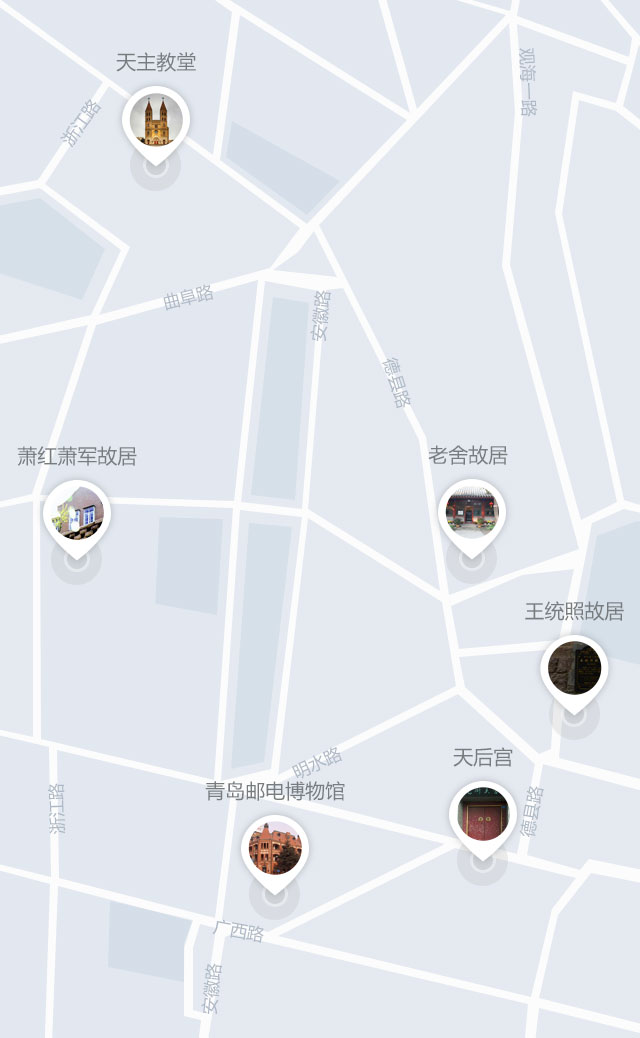 天主教堂
观海一路
浙江路
曲阜路
安徽路
德县路
萧红萧军故居
老舍故居
王统照故居
天后宫
明水路
青岛邮电博物馆
浙江路
德县路
广西路
安徽路